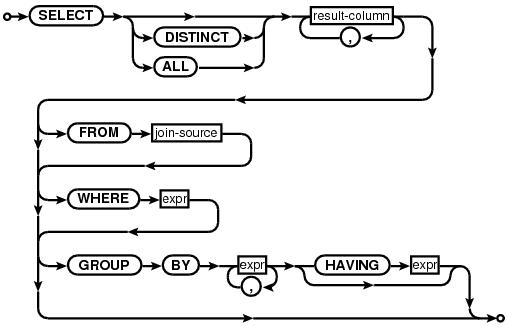 SELECT result-column
DISTINCT ,
ALL
FROM join-source
WHERE expr
GROUP BY expr HAVING expr
,